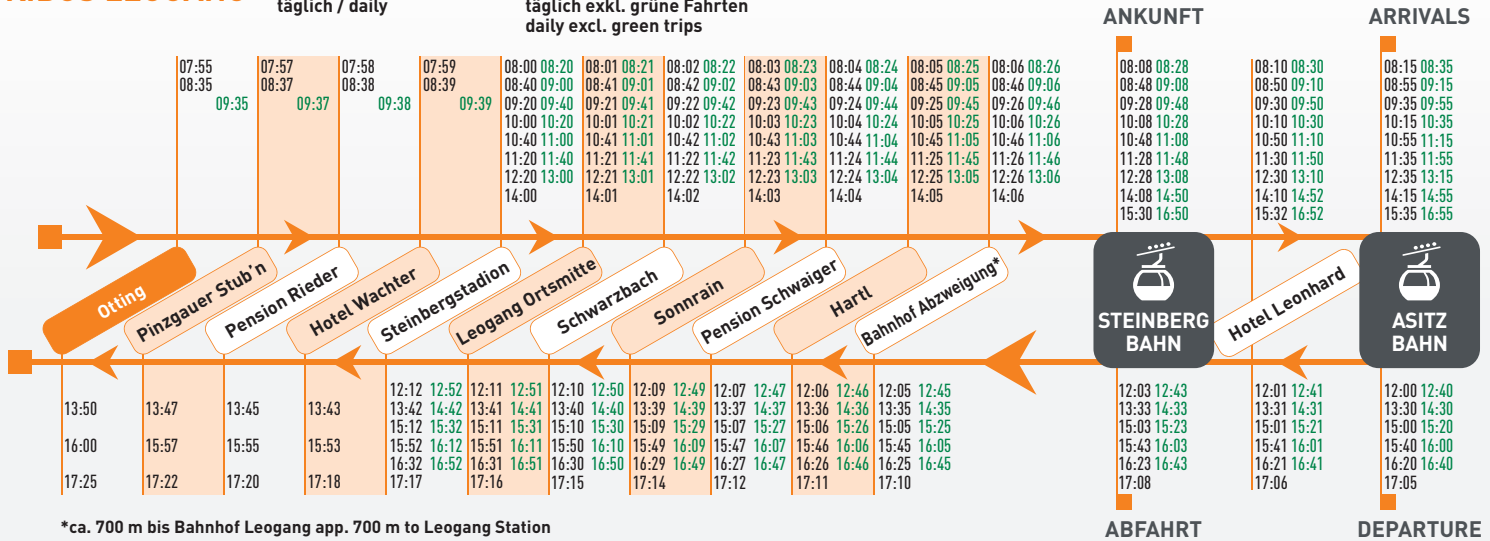 LEOGANG
täglich / daily
täglich exkl. grüne Fahrten
daily excl. green trips
ANKUNFT ARRIVALS
07:55 07:57 07:58 07:59 08:00 08:20 08:01 08:21 08:02 08:22 08:03 08:23 08:04 08:24 08:05 08:25 08:06 08:26 08:08 08:28 08:10 08:30 08:15 08:35
08:35 08:37 08:38 08:39 08:40 09:00 08:41 09:01 08:42 09:02 08:43 09:03 08:44 09:04 08:45 09:05 08:46 09:06 08:48 09:08 08:50 09:10 08:55 09:15
09:35 09:37 09:38 09:39 09:20 09:40 09:21 09:41 09:22 09:42 09:23 09:43 09:24 09:44 09:25 09:45 09:26 09:46 09:28 09:48 09:30 09:50 09:35 09:55
10:00 10:20 10:01 10:21 10:02 10:22 10:03 10:23 10:04 10:24 10:05 10:25 10:06 10:26 10:08 10:28 10:10 10:30 10:15 10:35
10:40 11:00 10:41 11:01 10:42 11:02 10:43 11:03 10:44 11:04 10:45 11:05 10:46 11:06 10:48 11:08 10:50 11:10 10:55 11:15
11:20 11:40 11:21 11:41 11:22 11:42 11:23 11:43 11:24 11:44 11:25 11:45 11:26 11:46 11:28 11:48 11:30 11:50 11:35 11:55
12:20 13:00 12:21 13:01 12:22 13:02 12:23 13:03 12:24 13:04 12:25 13:05 12:26 13:06 12:28 13:08 12:30 13:10 12:35 13:15
14:00 14:01 14:02 14:03 14:04 14:05 14:06 14:08 14:50 14:10 14:52 14:15 14:55
15:30 16:50 15:32 16:52 15:35 16:55
Otting
Pinzgauer Stub'n
Pension Rieder
Hotel Wachter
Steinbergstadion
Leogang Ortsmitte
Schwarzbach
Sonnrain
Pension Schwaiger
Hartl
Bahnhof Abzweigung*
STEINBERG
BAHN
Hotel Leonhard
ASITZ
BAHN
12:12 12:52 12:11 12:51 12:10 12:50 12:09 12:49 12:07 12:47 12:06 12:46 12:05 12:45 12:03 12:43 12:01 12:41 12:00 12:40
13:50 13:47 13:45 13:43 13:42 14:42 13:41 14:41 13:40 14:40 13:39 14:39 13:37 14:37 13:36 14:36 13:35 14:35 13:33 14:33 13:31 14:31 13:30 14:30
15:12 15:32 15:11 15:31 15:10 15:30 15:09 15:29 15:07 15:27 15:06 15:26 15:05 15:25 15:03 15:23 15:01 15:21 15:00 15:20
16:00 15:57 15:55 15:53 15:52 16:12 15:51 16:11 15:50 16:10 15:49 16:09 15:47 16:07 15:46 16:06 15:45 16:05 15:43 16:03 15:41 16:01 15:40 16:00
16:32 16:52 16:31 16:51 16:30 16:50 16:29 16:49 16:27 16:47 16:26 16:46 16:25 16:45 16:23 16:43 16:21 16:41 16:20 16:40
17:25 17:22 17:20 17:18 17:17 17:16 17:15 17:14 17:12 17:11 17:10 17:08 17:06 17:05
*ca. 700 m bis Bahnhof Leogang app. 700 m to Leogang Station
ABFAHRT DEPARTURE